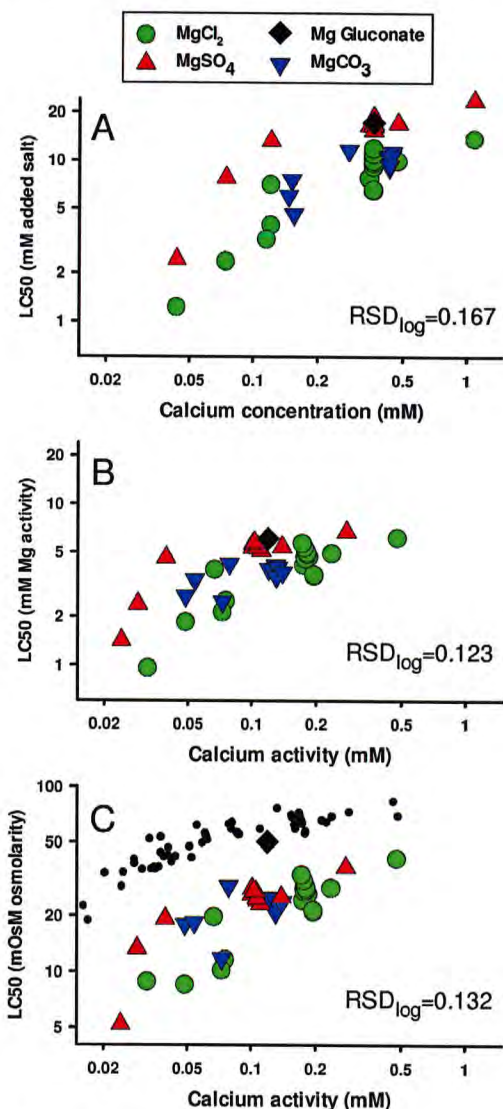 MgCl2 Mg Gluconate
MgSO4 MgCO3
A
LC50 (mM added salt)
20
10
5
2
1
RSDlog=0.167
0.02 0.05 0.1 0.2 0.5 1
Calcium concentration (mM)
B
LC50 (mM Mg activity)
20
10
5
2
1
RSDlog=0.123
0.02 0.05 0.1 0.2 0.5 1
Calcium activity (mM)
C
LC50 (mOsM osmolarity)
100
50
20
10
5
RSDlog=0.132
0.02 0.05 0.1 0.2 0.5 1
Calcium activity (mM)